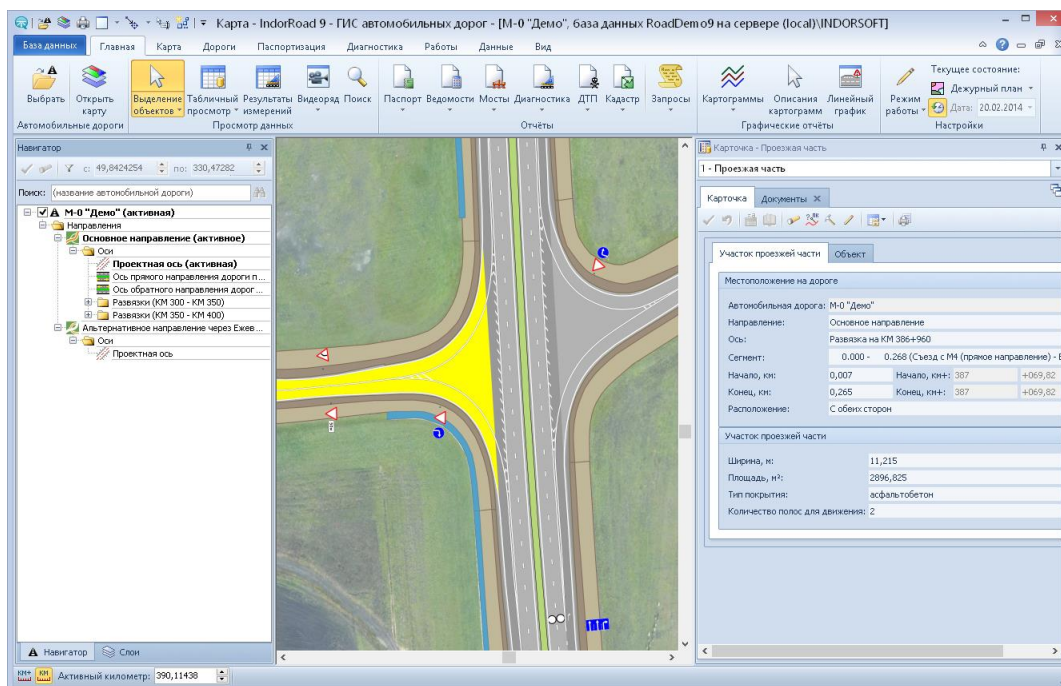 Карта - IndorRoad 9 - ГИС автомобильных дорог - [М-0 "Демо", база данных RoadDemo9 на сервере (local)\INDORSOFT]
База данных Главная Карта Дороги Паспортизация Диагностика Работы Данные Вид
Выбрать Открыть карту Выделение объектов Табличный просмотр Результаты измерений Видеоряд Поиск Паспорт Ведомости Мосты Диагностика ДТП Кадастр Запросы Картограммы Описания картограмм Линейный график Режим работы
Текущее состояние:
Дежурный план
Дата: 20.02.2014
Автомобильные дороги Просмотр данных Отчёты Графические отчёты Настройки
Навигатор
с: 49,8424254 по: 330,47282
Поиск: (название автомобильной дороги)
М-0 "Демо" (активная)
Направления
Основное направление (активное)
Оси
Проектная ось (активная)
Ось прямого направления дороги п...
Ось обратного направления дорог...
Развязки (КМ 300 - КМ 350)
Развязки (КМ 350 - КМ 400)
Альтернативное направление через Ежев...
Оси
Проектная ось
Навигатор Слои
Карточка - Проезжая часть
1 - Проезжая часть
Карточка Документы
Участок проезжей части Объект
Местоположение на дороге
Автомобильная дорога: М-0 "Демо"
Направление: Основное направление
Ось: Развязка на КМ 386+960
Сегмент: 0.000 - 0.268 (Съезд с М4 (прямое направление) -
Начало, км: 0,007 Начало, км+: 387 +069,82
Конец, км: 0,265 Конец, км+: 387 +069,82
Расположение: С обеих сторон
Участок проезжей части
Ширина, м: 11,215
Площадь, м²: 2896,825
Тип покрытия: асфальтобетон
Количество полос для движения: 2
КМ+ КМ Активный километр: 390,11438